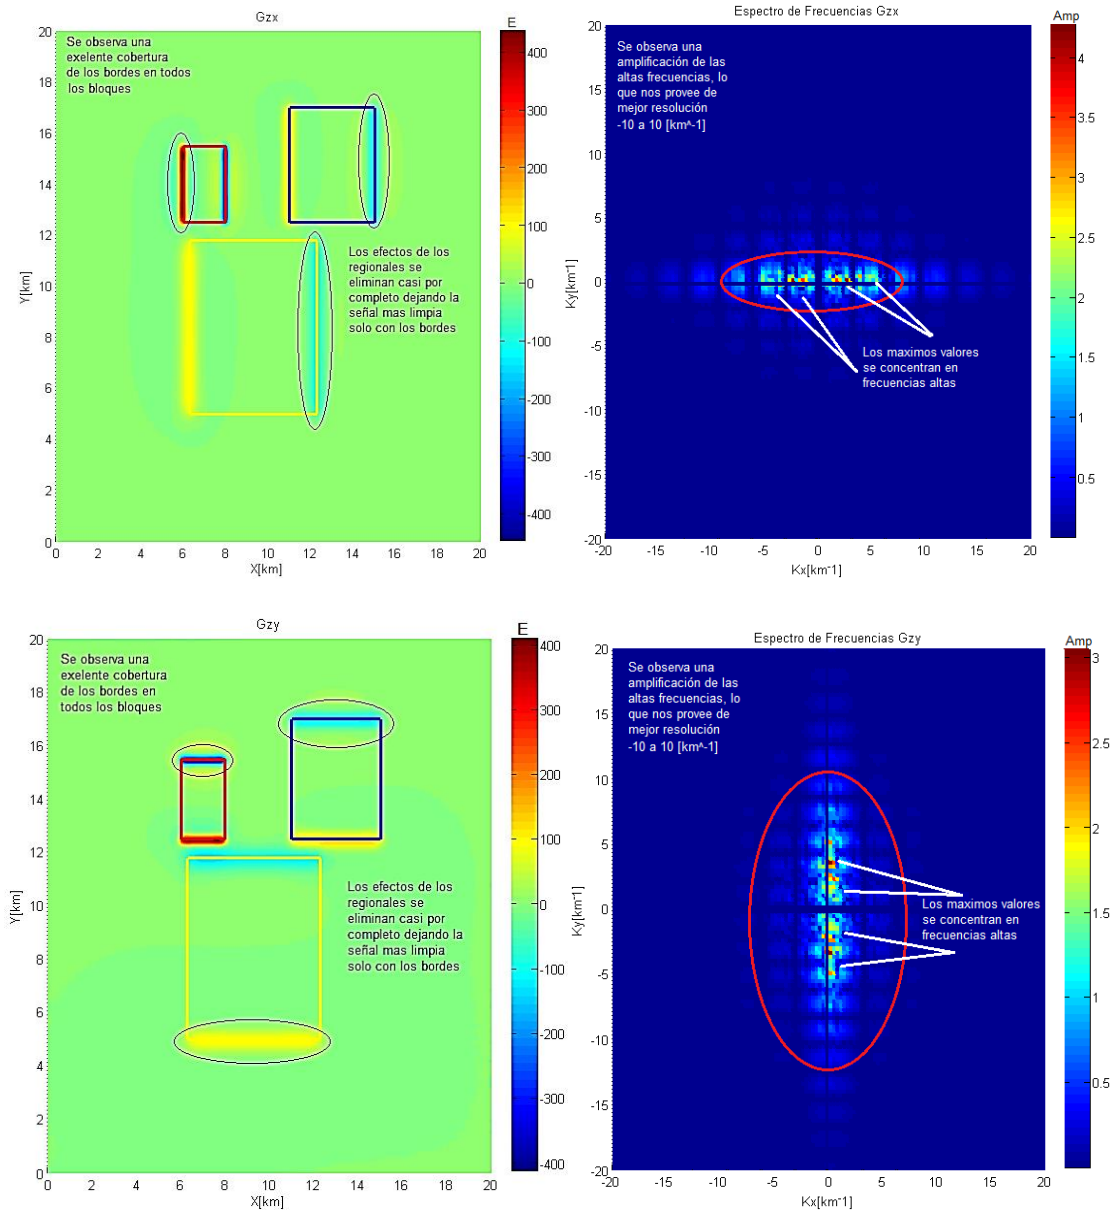 Gzx
E
Se observa una
exelente cobertura
de los bordes en todos
los bloques
Los efectos de los
regionales se
eliminan casi por
completo dejando la
señal mas limpia
solo con los bordes
Y[km]
20
18
16
14
12
10
8
6
4
2
0
0 2 4 6 8 10 12 14 16 18 20
X[km]
400
300
200
100
0
-100
-200
-300
-400
Espectro de Frecuencias Gzx
Amp
Se observa una
amplificación de las
altas frecuencias, lo
que nos provee de
mejor resolución
-10 a 10 [km^-1]
Los maximos valores
se concentran en
frecuencias altas
Ky[km-1]
20
15
10
5
0
-5
-10
-15
-20
-20 -15 -10 -5 0 5 10 15 20
Kx[km-1]
4
3.5
3
2.5
2
1.5
1
0.5
Gzy
E
Se observa una
exelente cobertura
de los bordes en
todos los bloques
Los efectos de los
regionales se
eliminan casi por
completo dejando la
señal mas limpia
solo con los bordes
Y[km]
20
18
16
14
12
10
8
6
4
2
0
0 2 4 6 8 10 12 14 16 18 20
X[km]
400
300
200
100
0
-100
-200
-300
-400
Espectro de Frecuencias Gzy
Amp
Se observa una
amplificación de las
altas frecuencias, lo
que nos provee de
mejor resolución
-10 a 10 [km^-1]
Los maximos valores
se concentran en
frecuencias altas
Ky[km-1]
20
15
10
5
0
-5
-10
-15
-20
-20 -15 -10 -5 0 5 10 15 20
Kx[km-1]
3
2.5
2
1.5
1
0.5